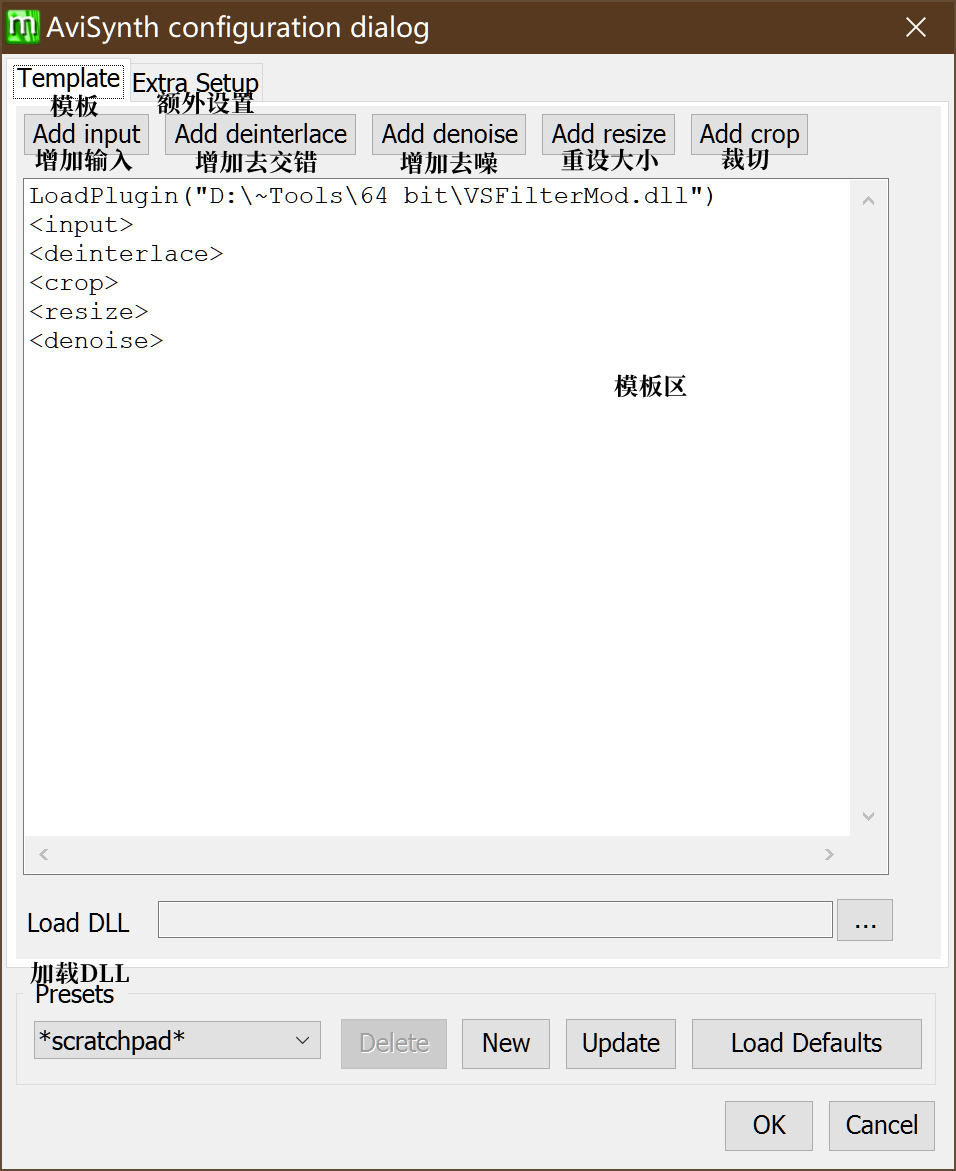 AviSynth configuration dialog
Template Extra Setup
模板 额外设置
Add input Add deinterlace Add denoise Add resize Add crop
增加输入 增加去交错 增加去噪 重设大小 裁切
LoadPlugin("D:\~Tools\64 bit\VSFilterMod.dll")
<input>
<deinterlace>
<crop>
<resize>
<denoise>
模板区
Load DLL ...
加载DLL
Presets
*scratchpad* Delete New Update Load Defaults
OK Cancel